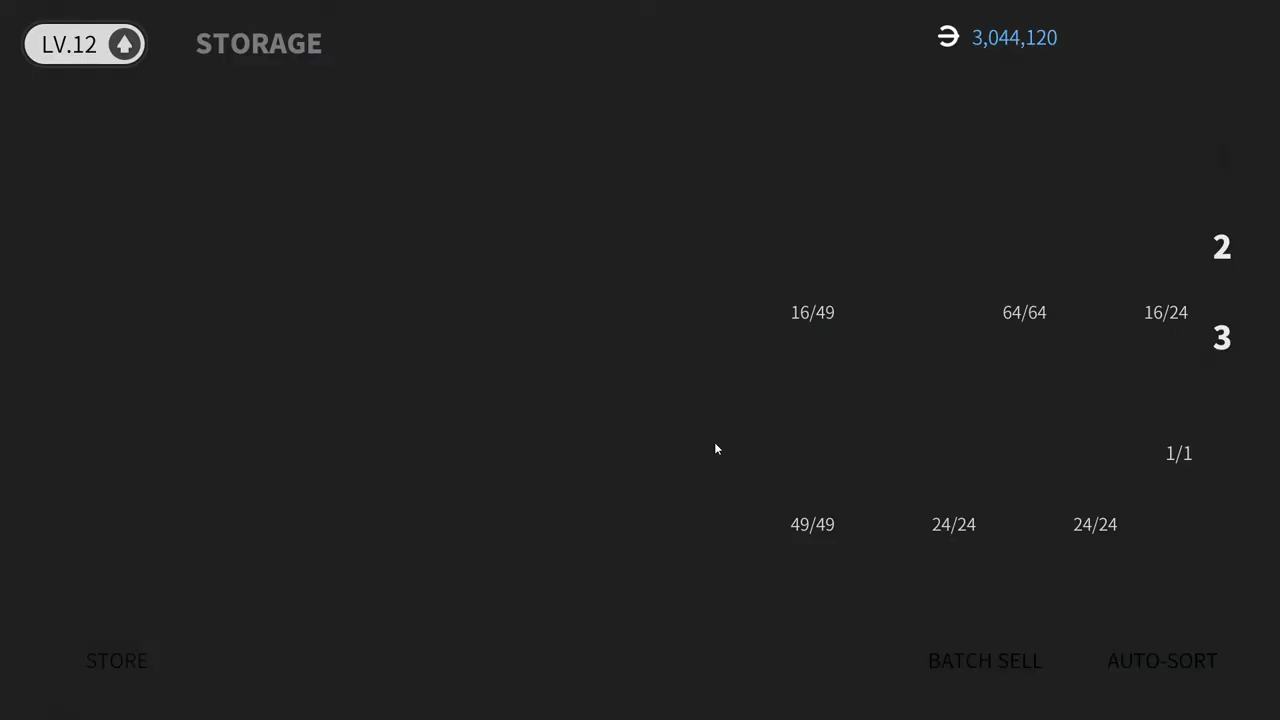 LV.12
STORAGE
3,044,120
2
16/49
64/64
16/24
3
1/1
49/49
24/24
24/24
STORE
BATCH SELL
AUTO-SORT